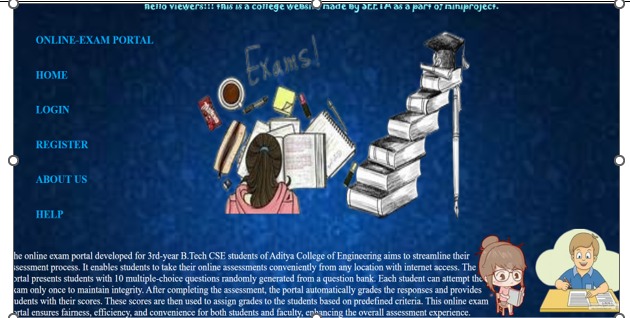 hello viewers!!! this is a college website made by SEETA as a part of miniproject.
ONLINE-EXAM PORTAL
HOME
LOGIN
REGISTER
ABOUT US
HELP
Exams!
he online exam portal developed for 3rd-year B.Tech CSE students of Aditya College of Engineering aims to streamline their
ssessment process. It enables students to take their online assessments conveniently from any location with internet access. The
ortal presents students with 10 multiple-choice questions randomly generated from a question bank. Each student can attempt the
xam only once to maintain integrity. After completing the assessment, the portal automatically grades the responses and provides
tudents with their scores. These scores are then used to assign grades to the students based on predefined criteria. This online exam
ortal ensures fairness, efficiency, and convenience for both students and faculty, enhancing the overall assessment experience.